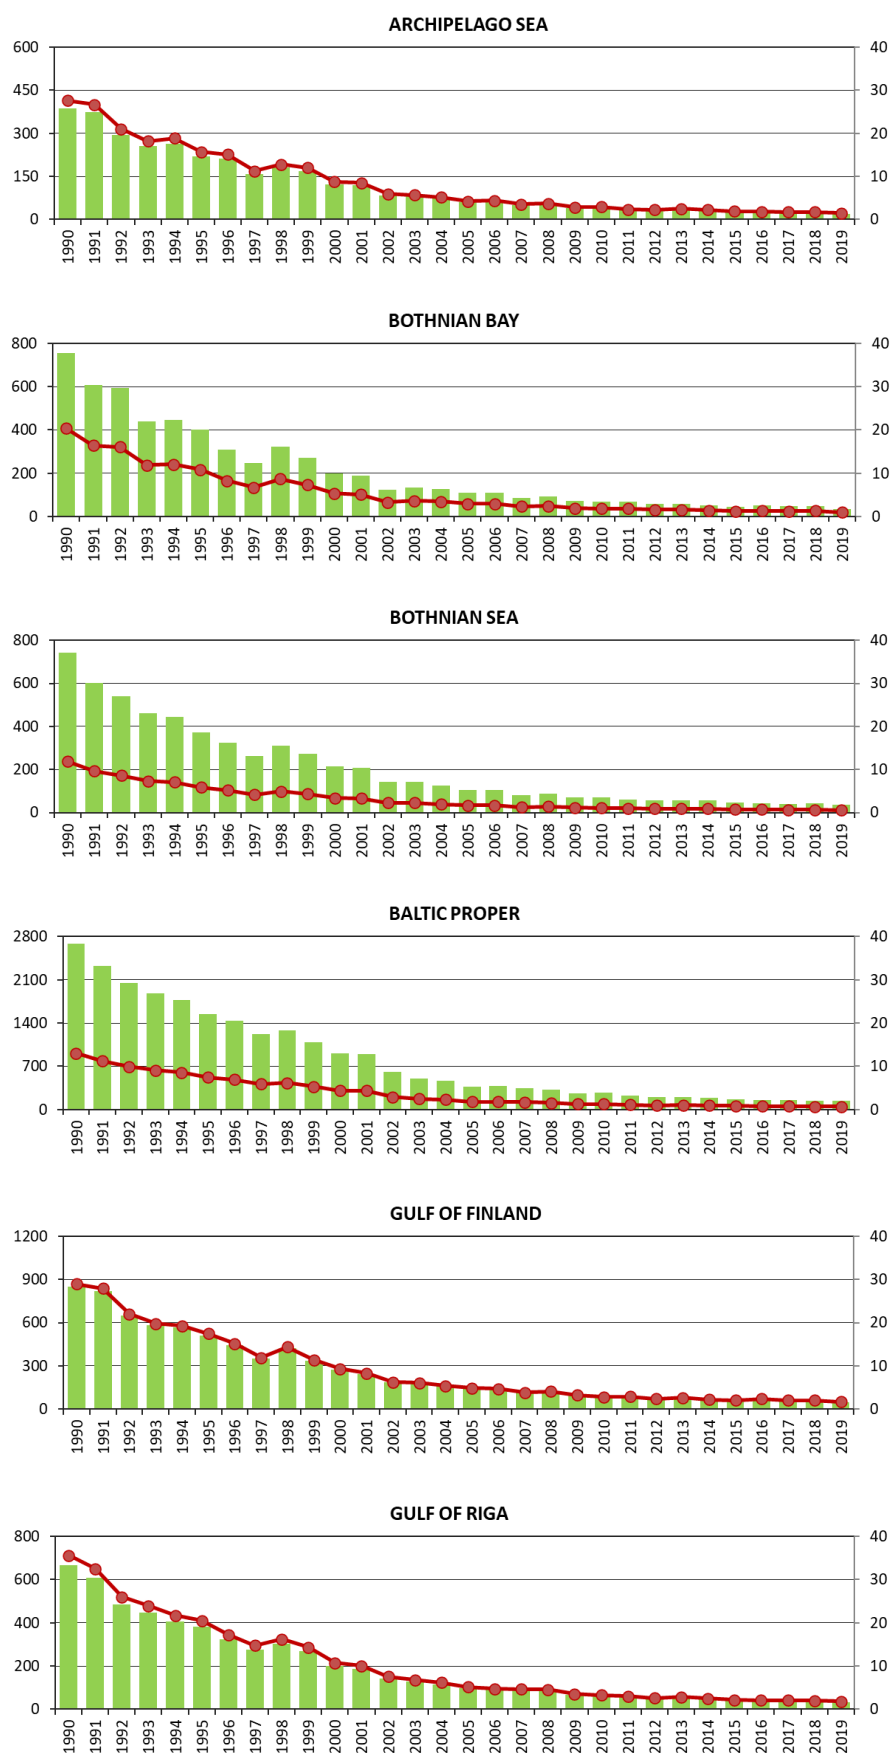 ARCHIPELAGO SEA
600 40
450 30
300 20
150 10
0 0
1990 1991 1992 1993 1994 1995 1996 1997 1998 1999 2000 2001 2002 2003 2004 2005 2006 2007 2008 2009 2010 2011 2012 2013 2014 2015 2016 2017 2018 2019
BOTHNIAN BAY
800 40
600 30
400 20
200 10
0 0
1990 1991 1992 1993 1994 1995 1996 1997 1998 1999 2000 2001 2002 2003 2004 2005 2006 2007 2008 2009 2010 2011 2012 2013 2014 2015 2016 2017 2018 2019
BOTHNIAN SEA
800 40
600 30
400 20
200 10
0 0
1990 1991 1992 1993 1994 1995 1996 1997 1998 1999 2000 2001 2002 2003 2004 2005 2006 2007 2008 2009 2010 2011 2012 2013 2014 2015 2016 2017 2018 2019
BALTIC PROPER
2800 40
2100 30
1400 20
700 10
0 0
1990 1991 1992 1993 1994 1995 1996 1997 1998 1999 2000 2001 2002 2003 2004 2005 2006 2007 2008 2009 2010 2011 2012 2013 2014 2015 2016 2017 2018 2019
GULF OF FINLAND
1200 40
900 30
600 20
300 10
0 0
1990 1991 1992 1993 1994 1995 1996 1997 1998 1999 2000 2001 2002 2003 2004 2005 2006 2007 2008 2009 2010 2011 2012 2013 2014 2015 2016 2017 2018 2019
GULF OF RIGA
800 40
600 30
400 20
200 10
0 0
1990 1991 1992 1993 1994 1995 1996 1997 1998 1999 2000 2001 2002 2003 2004 2005 2006 2007 2008 2009 2010 2011 2012 2013 2014 2015 2016 2017 2018 2019